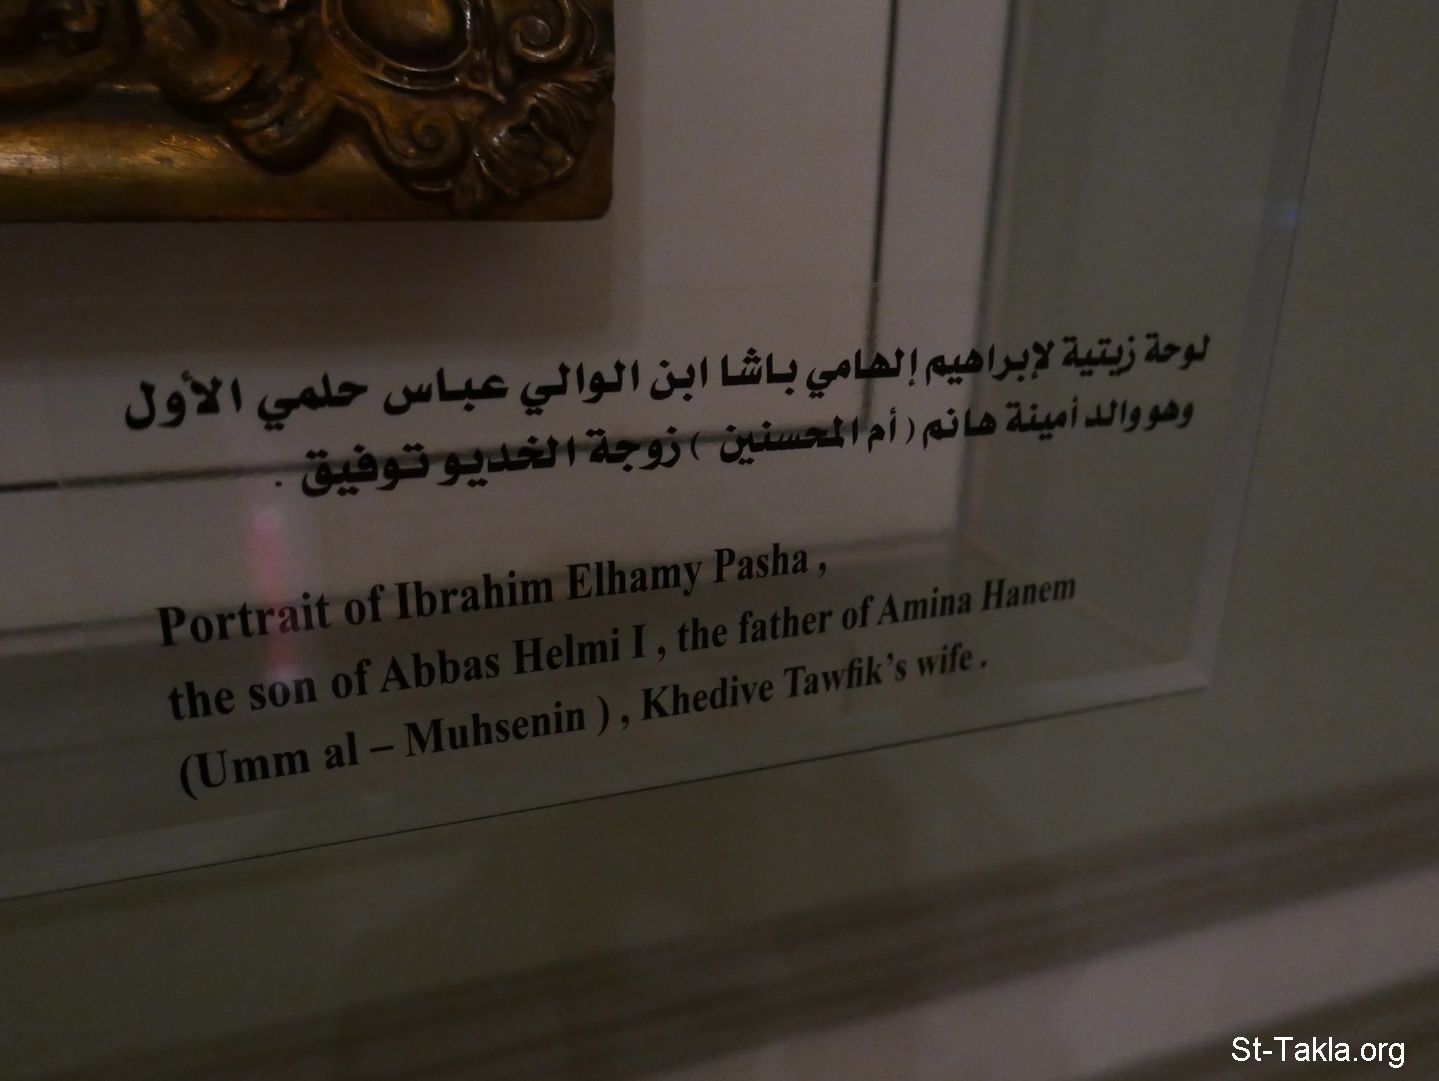 لوحة زيتية لإبراهيم إلهامي باشا ابن الوالي عباس حلمي الأول
وهو والد أمينة هانم ( أم المحسنين ) زوجة الخديو توفيق .
Portrait of Ibrahim Elhamy Pasha ,
the son of Abbas Helmi I , the father of Amina Hanem
(Umm al – Muhsenin ) , Khedive Tawfik’s wife .
St-Takla.org